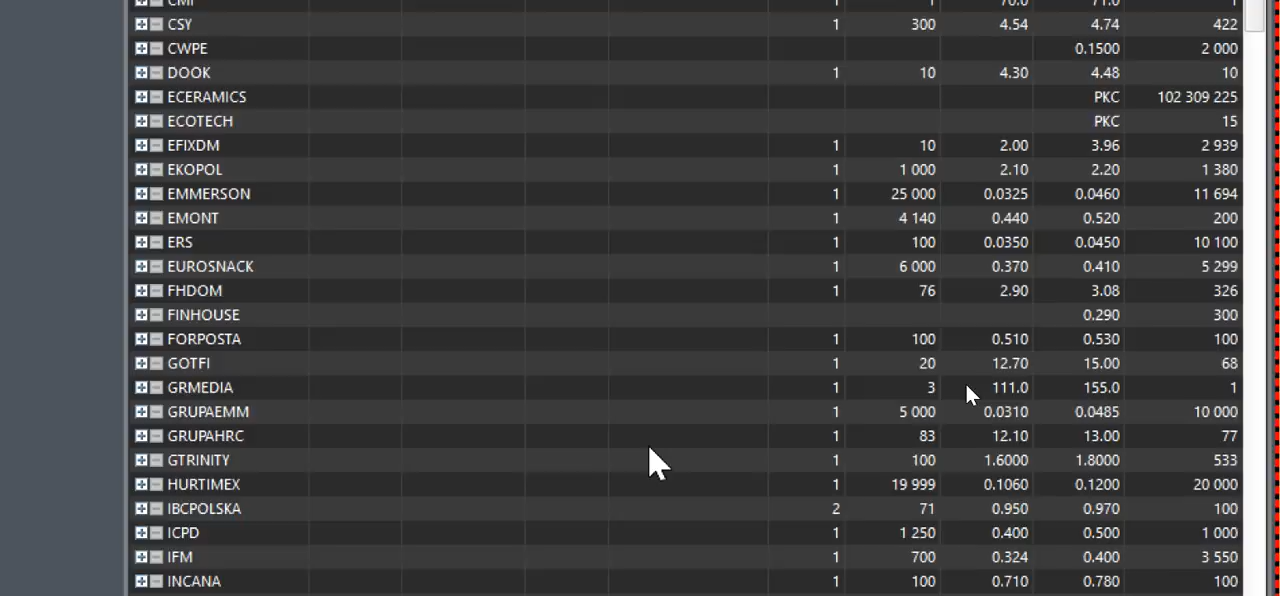 CMI 1 1 70.0 71.0 1
CSY 1 300 4.54 4.74 422
CWPE 0.1500 2 000
DOOK 1 10 4.30 4.48 10
ECERAMICS PKC 102 309 225
ECOTECH PKC 15
EFIXDM 1 10 2.00 3.96 2 939
EKOPOL 1 1 000 2.10 2.20 1 380
EMMERSON 1 25 000 0.0325 0.0460 11 694
EMONT 1 4 140 0.440 0.520 200
ERS 1 100 0.0350 0.0450 10 100
EUROSNACK 1 6 000 0.370 0.410 5 299
FHDOM 1 76 2.90 3.08 326
FINHOUSE 0.290 300
FORPOSTA 1 100 0.510 0.530 100
GOTFI 1 20 12.70 15.00 68
GRMEDIA 1 3 111.0 155.0 1
GRUPAEMM 1 5 000 0.0310 0.0485 10 000
GRUPAHRC 1 83 12.10 13.00 77
GTRINITY 1 100 1.6000 1.8000 533
HURTIMEX 1 19 999 0.1060 0.1200 20 000
IBCPOLSKA 2 71 0.950 0.970 100
ICPD 1 1 250 0.400 0.500 1 000
IFM 1 700 0.324 0.400 3 550
INCANA 1 100 0.710 0.780 100